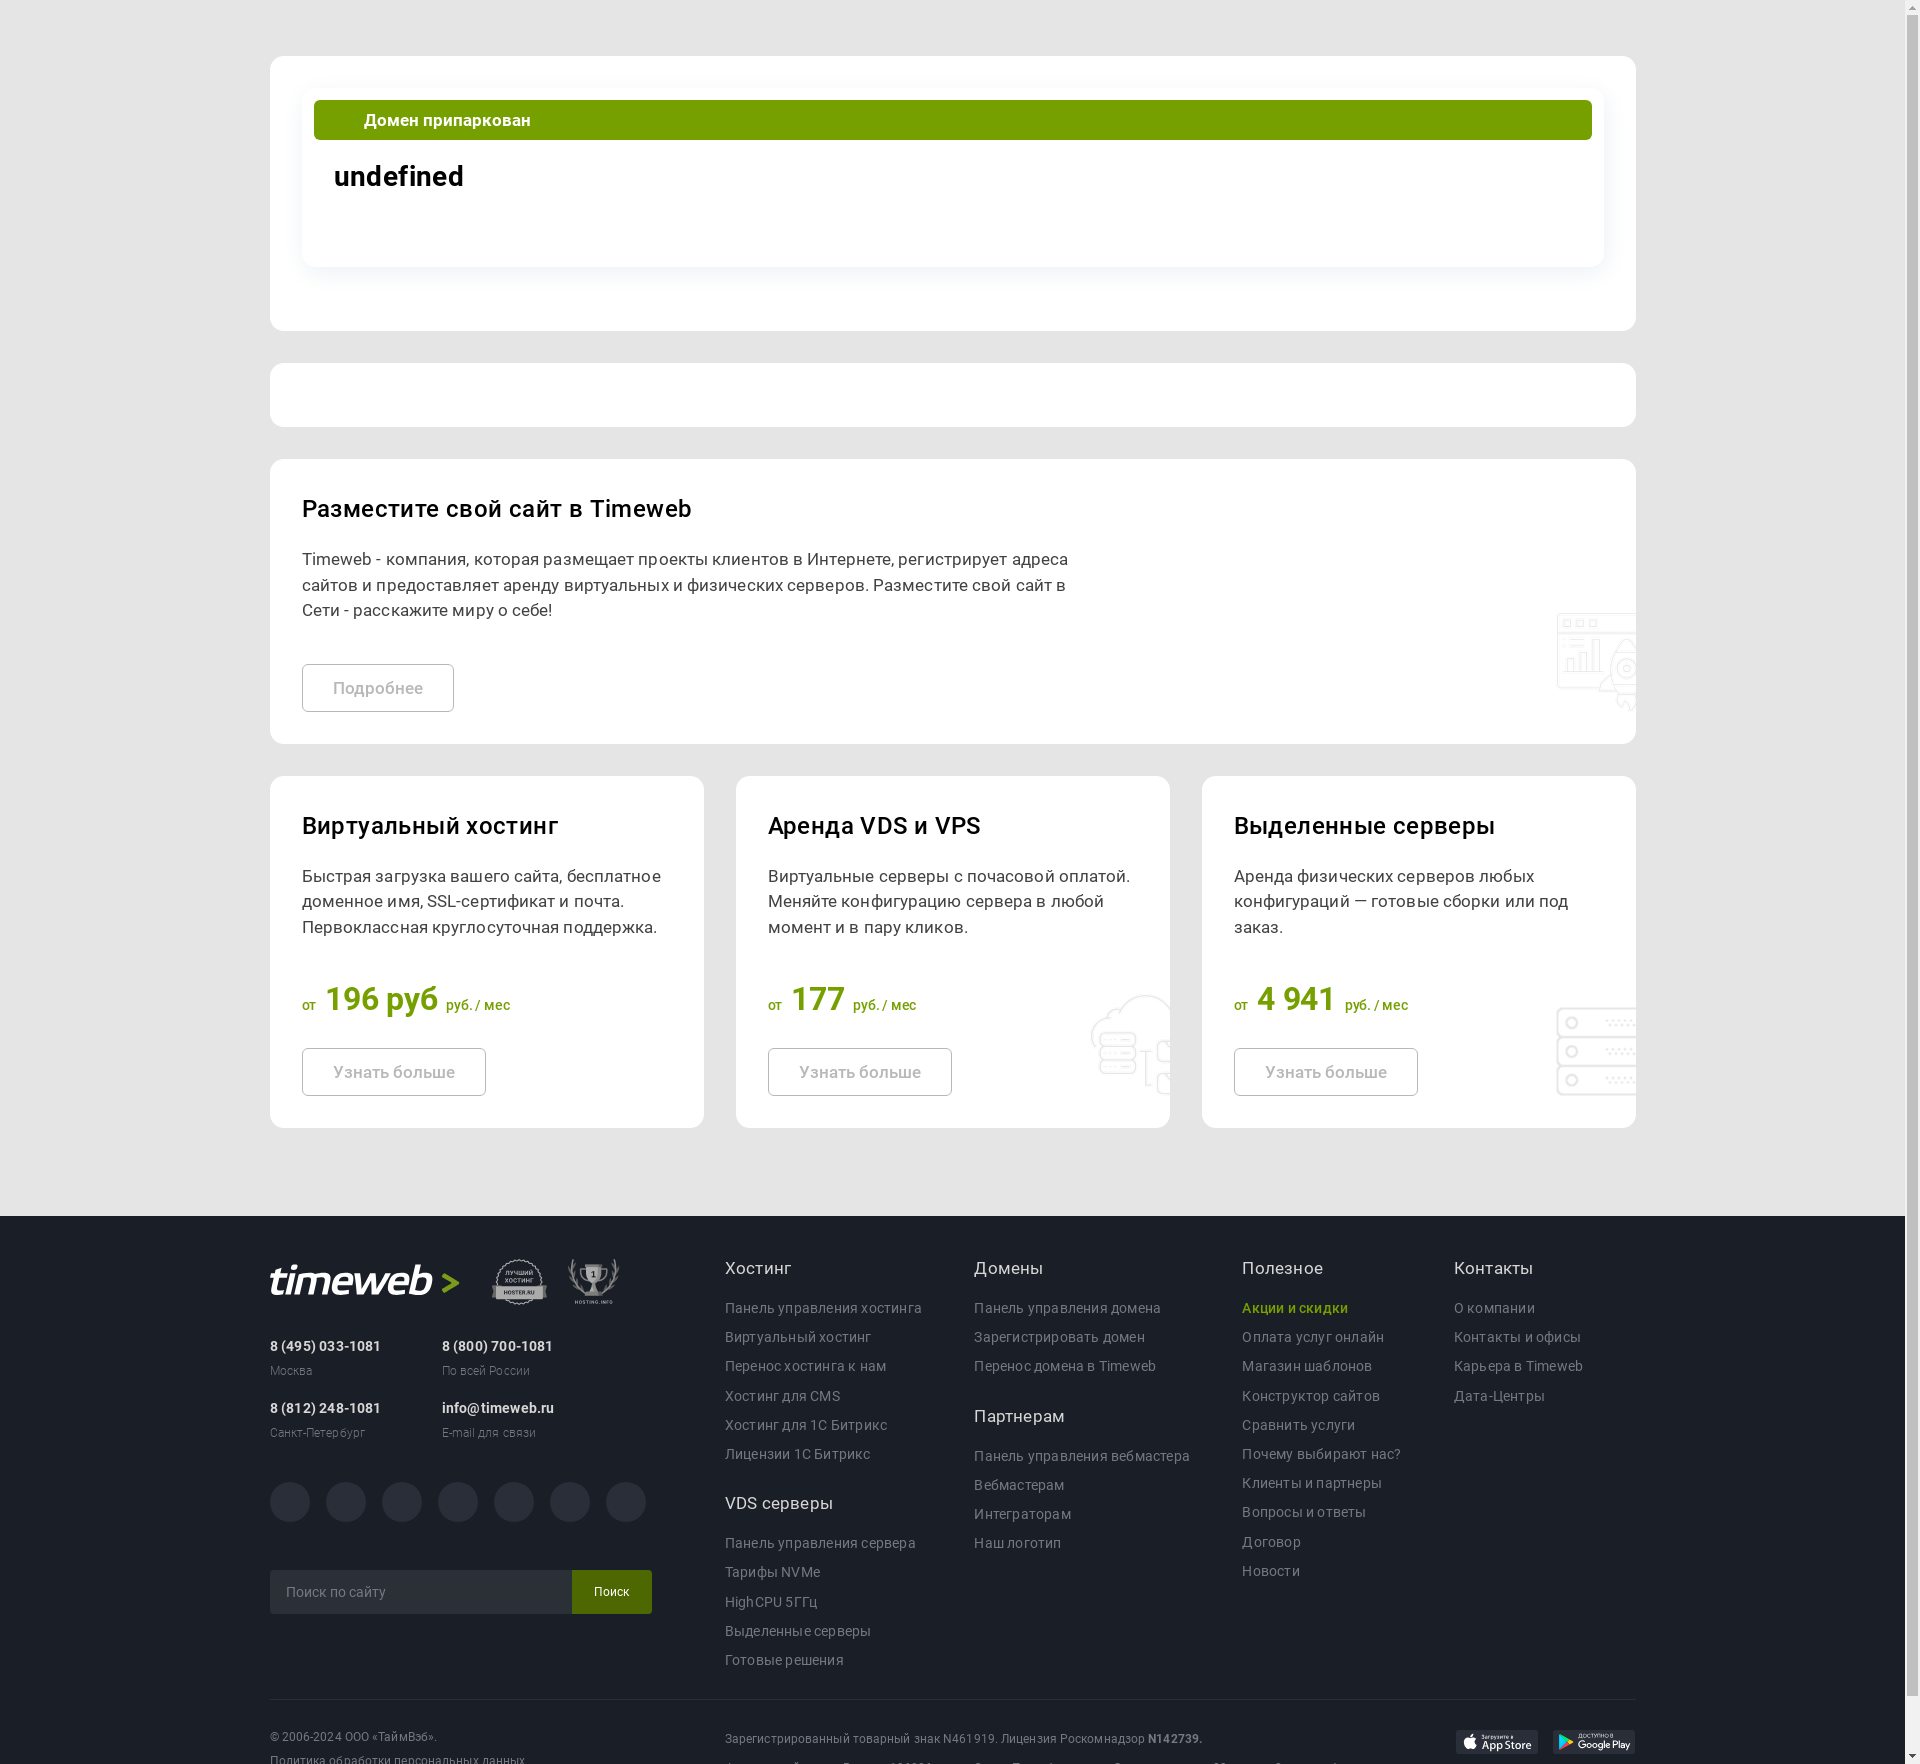 Домен припаркован
undefined
Разместите свой сайт в Timeweb
Timeweb - компания, которая размещает проекты клиентов в Интернете, регистрирует адреса
сайтов и предоставляет аренду виртуальных и физических серверов. Разместите свой сайт в
Сети - расскажите миру о себе!
Подробнее
Виртуальный хостинг
Быстрая загрузка вашего сайта, бесплатное
доменное имя, SSL-сертификат и почта.
Первоклассная круглосуточная поддержка.
от 196 руб руб. / мес
Узнать больше
Аренда VDS и VPS
Виртуальные серверы с почасовой оплатой.
Меняйте конфигурацию сервера в любой
момент и в пару кликов.
от 177 руб. / мес
Узнать больше
Выделенные серверы
Аренда физических серверов любых
конфигураций — готовые сборки или под
заказ.
от 4 941 руб. / мес
Узнать больше
timeweb >
ЛУЧШИЙ
ХОСТИНГ
HOSTER.RU
1
HOSTING.INFO
8 (495) 033-1081
Москва
8 (800) 700-1081
По всей России
8 (812) 248-1081
Санкт-Петербург
info@timeweb.ru
E-mail для связи
Поиск по сайту
Поиск
Хостинг
Панель управления хостинга
Виртуальный хостинг
Перенос хостинга к нам
Хостинг для CMS
Хостинг для 1С Битрикс
Лицензии 1С Битрикс
VDS серверы
Панель управления сервера
Тарифы NVMe
HighCPU 5ГГц
Выделенные серверы
Готовые решения
Домены
Панель управления домена
Зарегистрировать домен
Перенос домена в Timeweb
Партнерам
Панель управления вебмастера
Вебмастерам
Интеграторам
Наш логотип
Полезное
Акции и скидки
Оплата услуг онлайн
Магазин шаблонов
Конструктор сайтов
Сравнить услуги
Почему выбирают нас?
Клиенты и партнеры
Вопросы и ответы
Договор
Новости
Контакты
О компании
Контакты и офисы
Карьера в Timeweb
Дата-Центры
© 2006-2024 ООО «ТаймВэб».
Политика обработки персональных данных
Зарегистрированный товарный знак N461919. Лицензия Роскомнадзор N142739.
Загрузите в
App Store
ДОСТУПНО В
Google Play